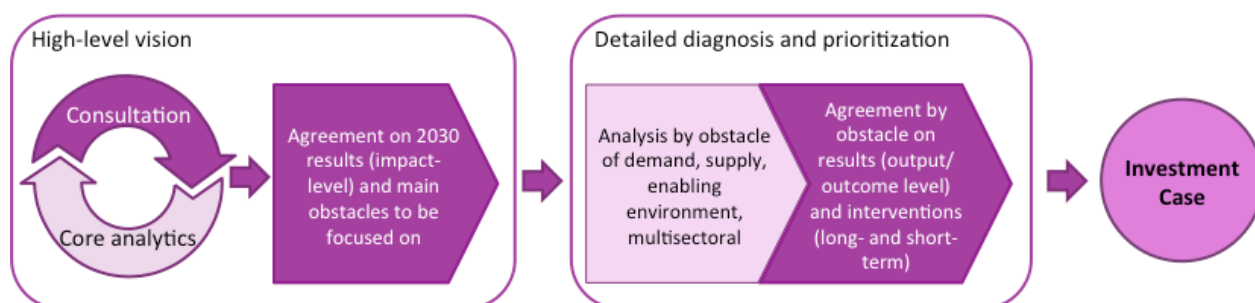 High-level vision
Consultation
Core analytics
Agreement on 2030
results (impact-
level) and main
obstacles to be
focused on
Detailed diagnosis and prioritization
Analysis by obstacle
of demand, supply,
enabling
environment,
multisectoral
Agreement by
obstacle on
results (output/
outcome level)
and interventions
(long- and short-
term)
Investment
Case